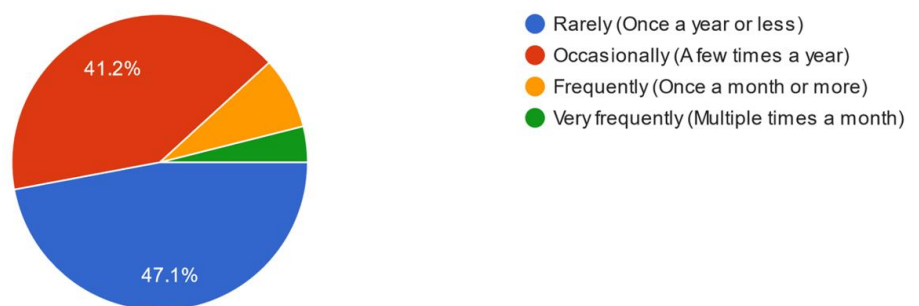 41.2%
47.1%
Rarely (Once a year or less)
Occasionally (A few times a year)
Frequently (Once a month or more)
Very frequently (Multiple times a month)